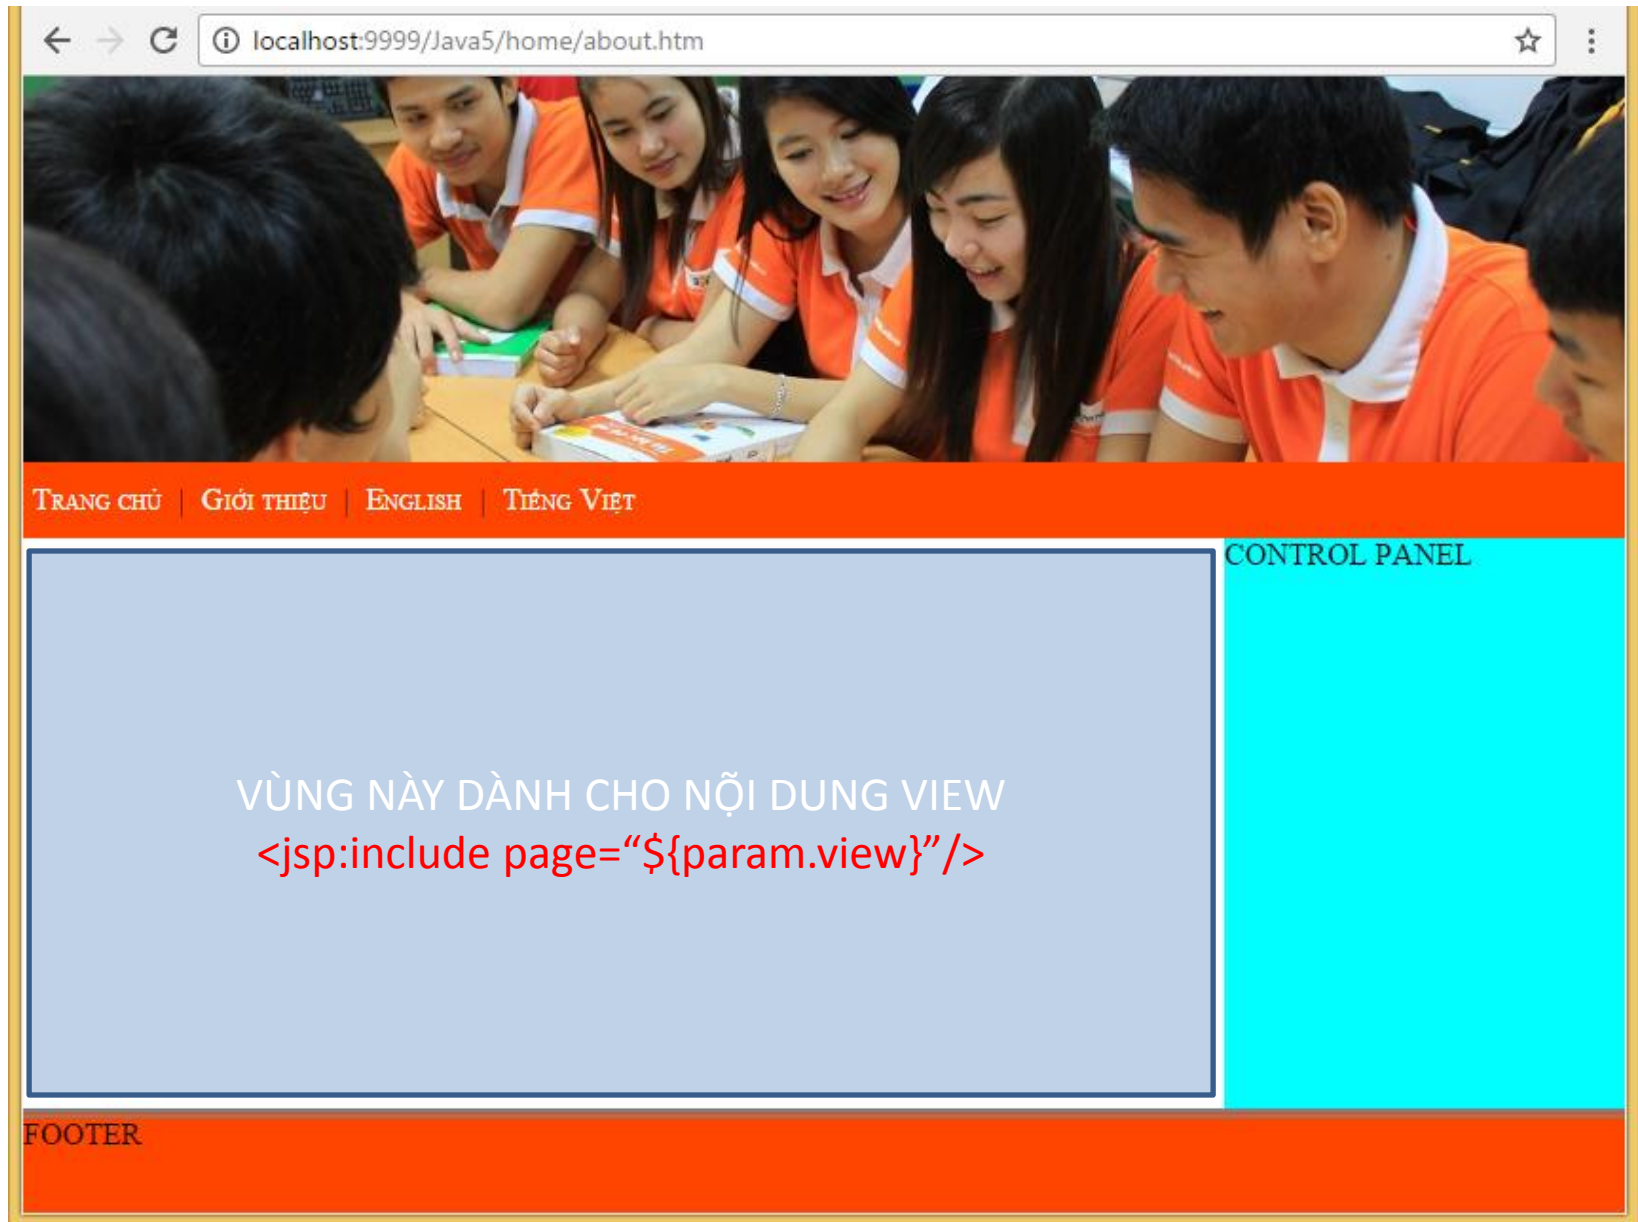 localhost:9999/Java5/home/about.htm
Trang chủ | Giới thiệu | English | Tiếng Việt
CONTROL PANEL
VÙNG NÀY DÀNH CHO NỖI DUNG VIEW
<jsp:include page=“${param.view}”/>
FOOTER